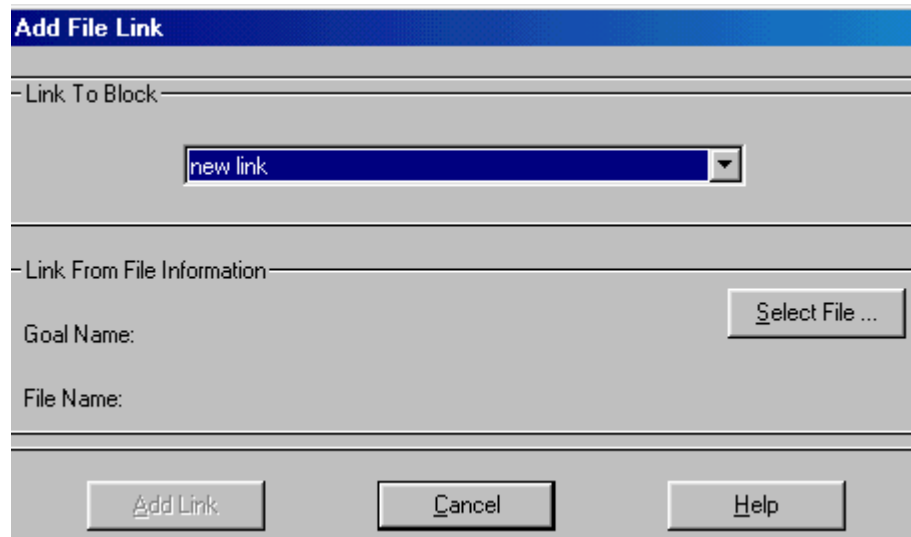 Add File Link
Link To Block
new link
Link From File Information
Select File ...
Goal Name:
File Name:
Add Link Cancel Help